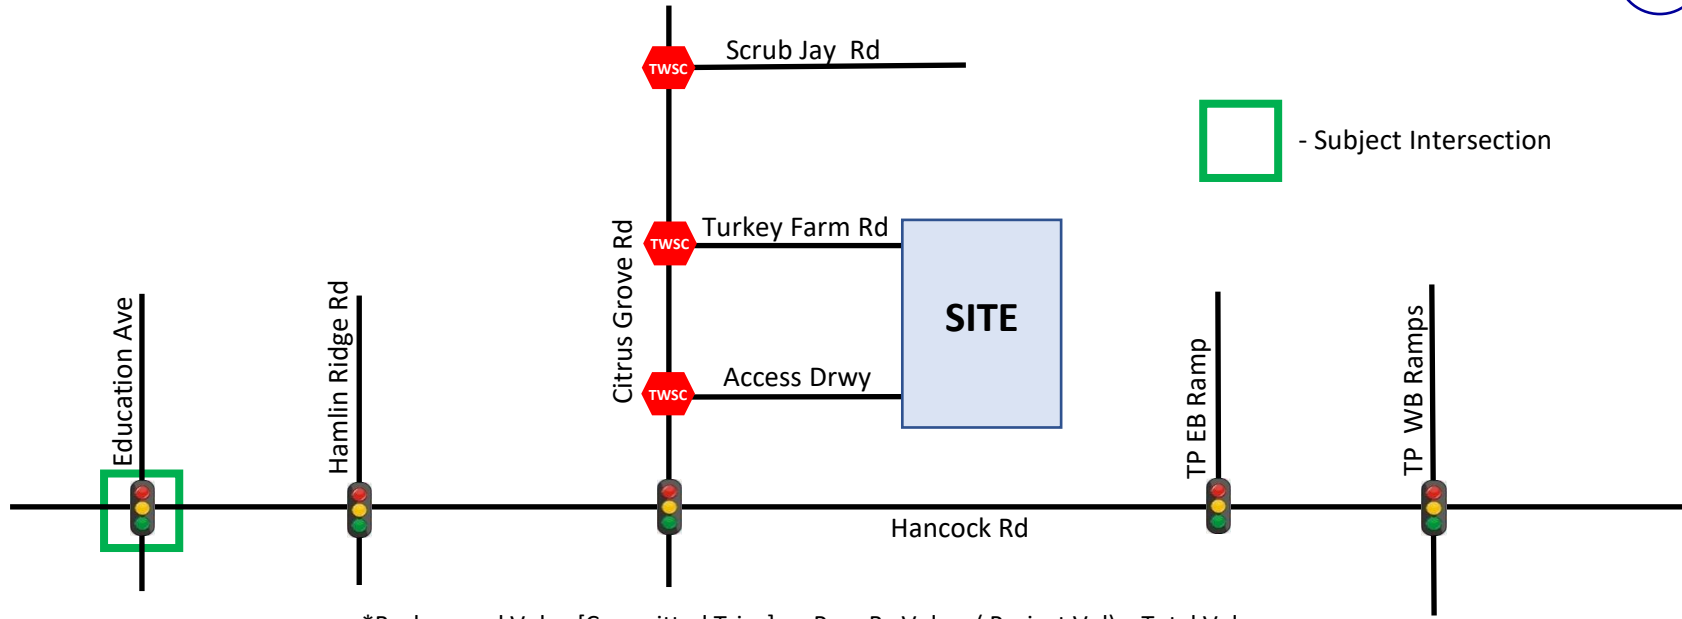 TWSC
Scrub Jay Rd
- Subject Intersection
TWSC
Turkey Farm Rd
Citrus Grove Rd
SITE
TWSC
Access Drwy
Education Ave
Hamlin Ridge Rd
TP EB Ramp
TP WB Ramps
Hancock Rd